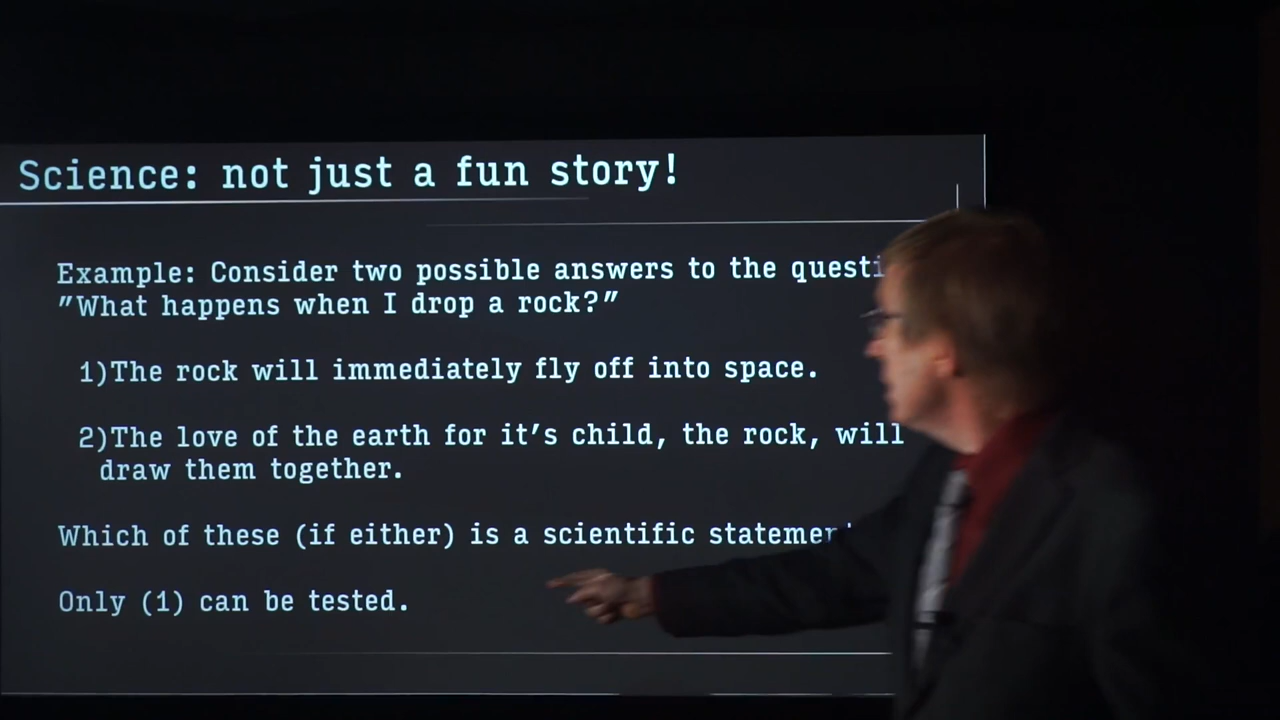 Science: not just a fun story!
Example: Consider two possible answers to the
"What happens when I drop a rock?"
1)The rock will immediately fly off into space.
2)The love of the earth for it's child, the rock, will
draw them together.
Which of these (if either) is a scientific
Only (1) can be tested.